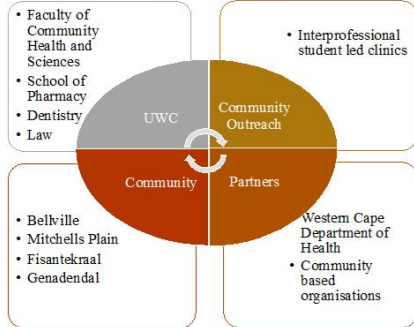 • Faculty of
Community
Health and
Sciences
• School of
Pharmacy
• Dentistry
• Law
• Interprofessional
student led clinics
UWC
Community
Outreach
Community
Partners
• Bellville
• Mitchells Plain
• Fisantekraal
• Genadendal
Western Cape
Department of
Health
• Community
based
organisations